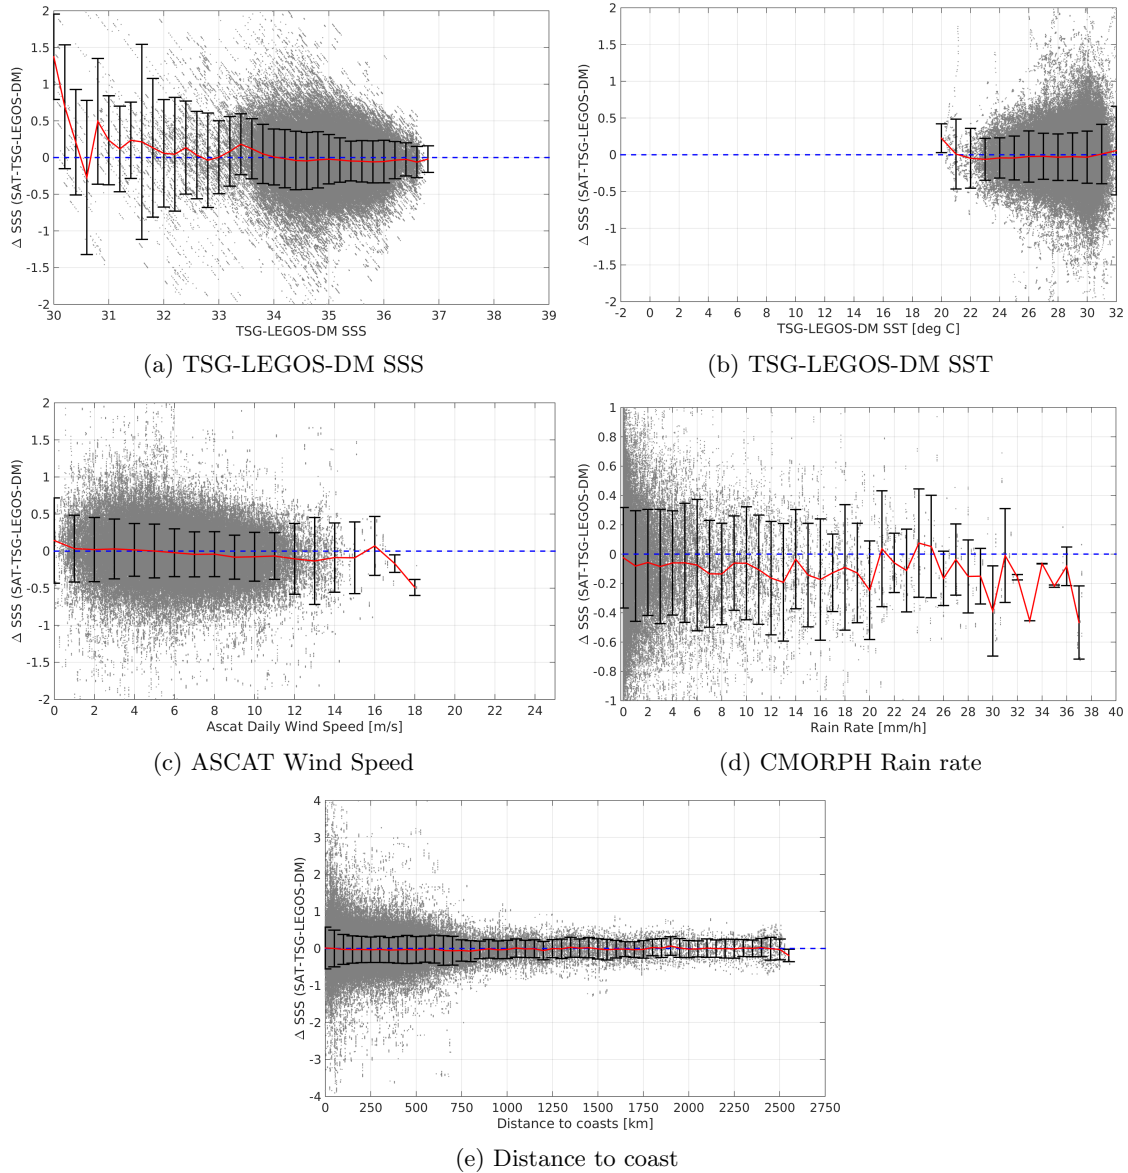 2
1.5
1
0.5
0
-0.5
-1
-1.5
-2
Δ SSS (SAT-TSG-LEGOS-DM)
30 31 32 33 34 35 36 37 38 39
TSG-LEGOS-DM SSS
(a) TSG-LEGOS-DM SSS
2
1.5
1
0.5
0
-0.5
-1
-1.5
-2
Δ SSS (SAT-TSG-LEGOS-DM)
-2 0 2 4 6 8 10 12 14 16 18 20 22 24 26 28 30 32
TSG-LEGOS-DM SST [deg C]
(b) TSG-LEGOS-DM SST
2
1.5
1
0.5
0
-0.5
-1
-1.5
-2
Δ SSS (SAT-TSG-LEGOS-DM)
0 2 4 6 8 10 12 14 16 18 20 22 24
Ascat Daily Wind Speed [m/s]
(c) ASCAT Wind Speed
1
0.8
0.6
0.4
0.2
0
-0.2
-0.4
-0.6
-0.8
-1
Δ SSS (SAT-TSG-LEGOS-DM)
0 2 4 6 8 10 12 14 16 18 20 22 24 26 28 30 32 34 36 38 40
Rain Rate [mm/h]
(d) CMORPH Rain rate
4
3
2
1
0
-1
-2
-3
-4
Δ SSS (SAT-TSG-LEGOS-DM)
0 250 500 750 1000 1250 1500 1750 2000 2250 2500 2750
Distance to coasts [km]
(e) Distance to coast